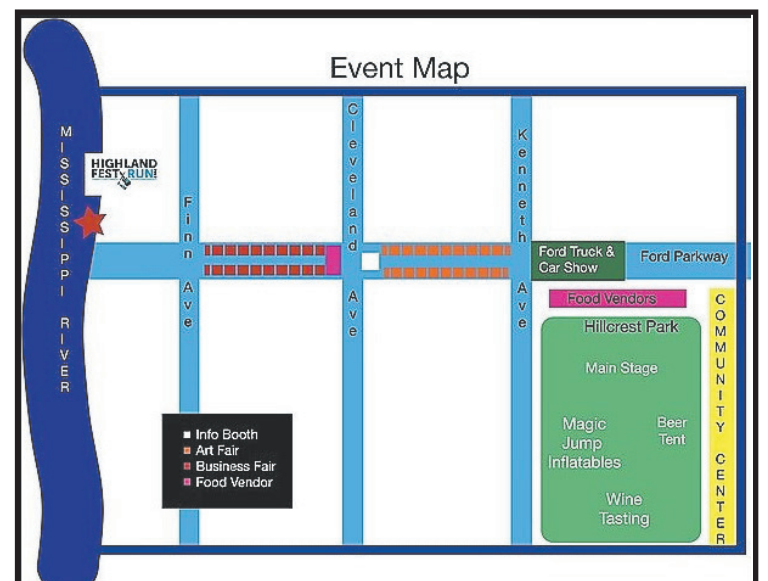 Event Map
MISSISSIPPI RIVER
HIGHLAND
FEST RUN!
Finn Ave
Cleveland Ave
Kenneth Ave
Ford Truck &
Car Show
Ford Parkway
Food Vendors
Hillcrest Park
Main Stage
Magic
Jump
Inflatables
Beer
Tent
Wine
Tasting
COMMUNITY CENTER
Info Booth
Art Fair
Business Fair
Food Vendor